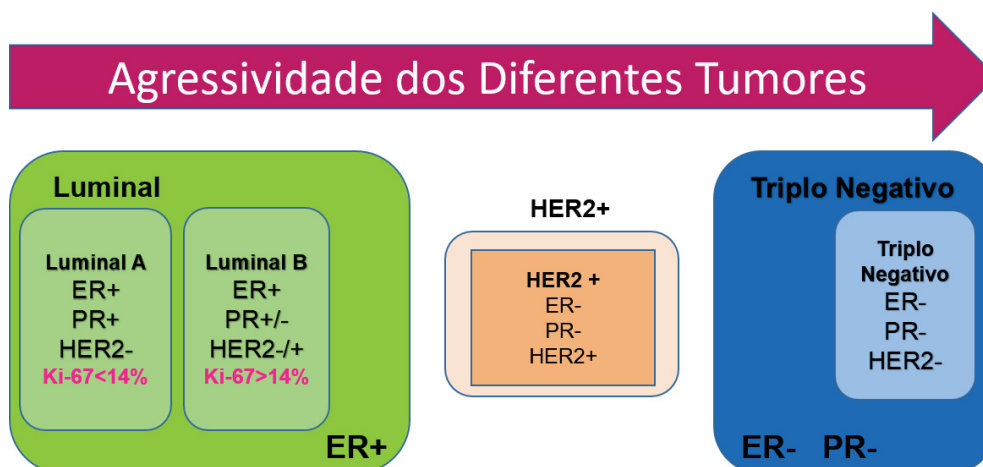 Agressividade dos Diferentes Tumores
Luminal
Luminal A
ER+
PR+
HER2-
Ki-67<14%
Luminal B
ER+
PR+/-
HER2-/+
Ki-67>14%
ER+
HER2+
HER2 +
ER-
PR-
HER2+
Triplo Negativo
Triplo
Negativo
ER-
PR-
HER2-
ER- PR-